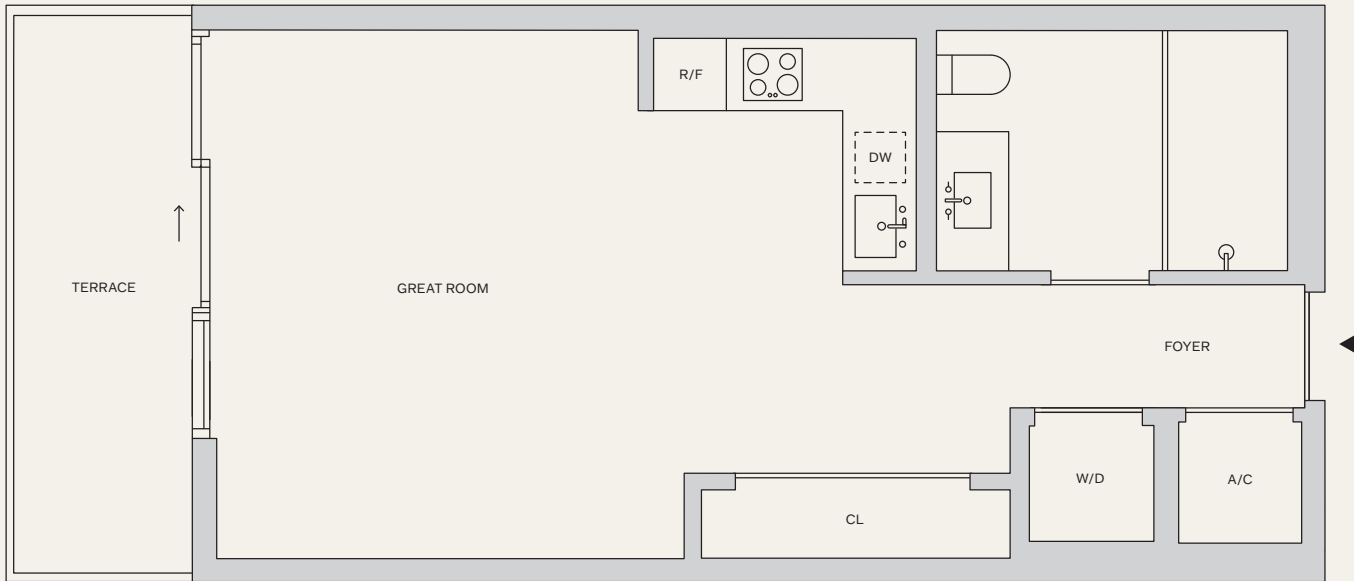 R/F
DW
TERRACE
GREAT ROOM
FOYER
W/D
A/C
CL